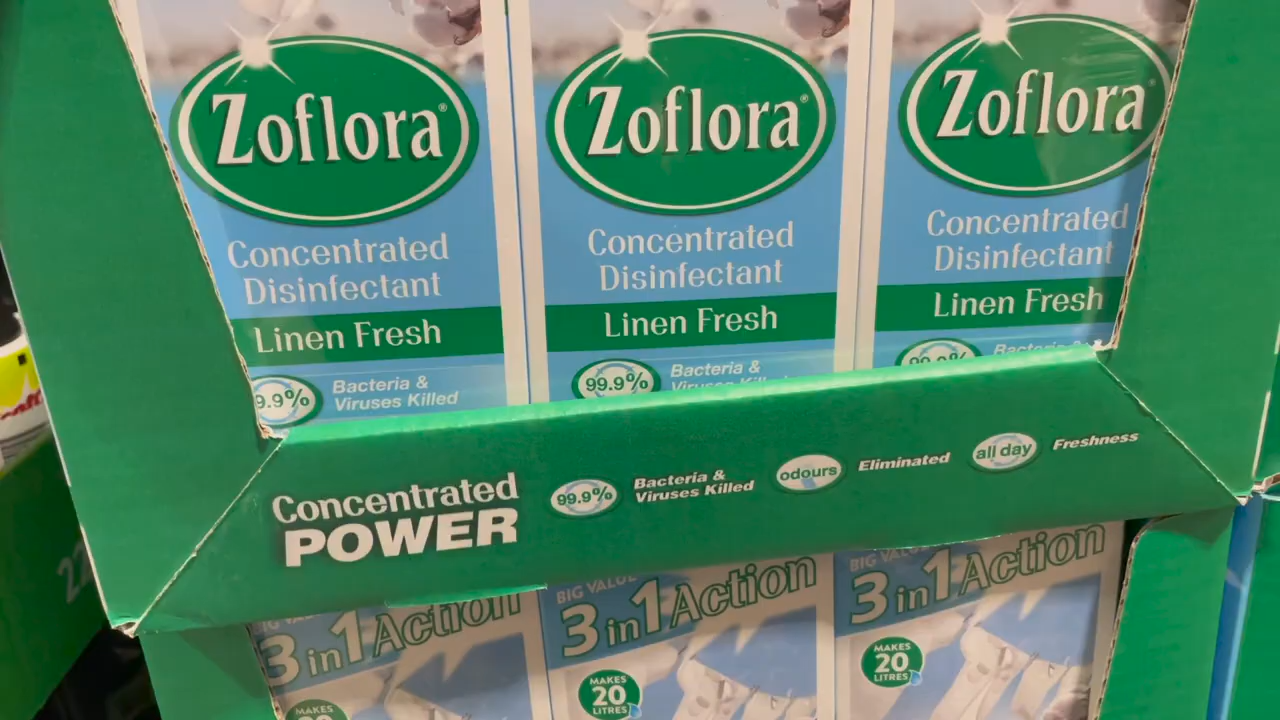 Zoflora®
Concentrated
Disinfectant
Linen Fresh
9.9%
Bacteria &
Viruses Killed
Zoflora®
Concentrated
Disinfectant
Linen Fresh
99.9%
Bacteria &
Viruses
Zoflora®
Concentrated
Disinfectant
Linen Fresh
99.9%
Bacteria
Concentrated
POWER
99.9%
Bacteria &
Viruses Killed
odours
Eliminated
all day
Freshness
3 in 1 Action
MAKES
BIG VALUE
3 in 1 Action
MAKES
20
LITRES
BIG VALUE
3 in 1 Action
MAKES
20
LITRES